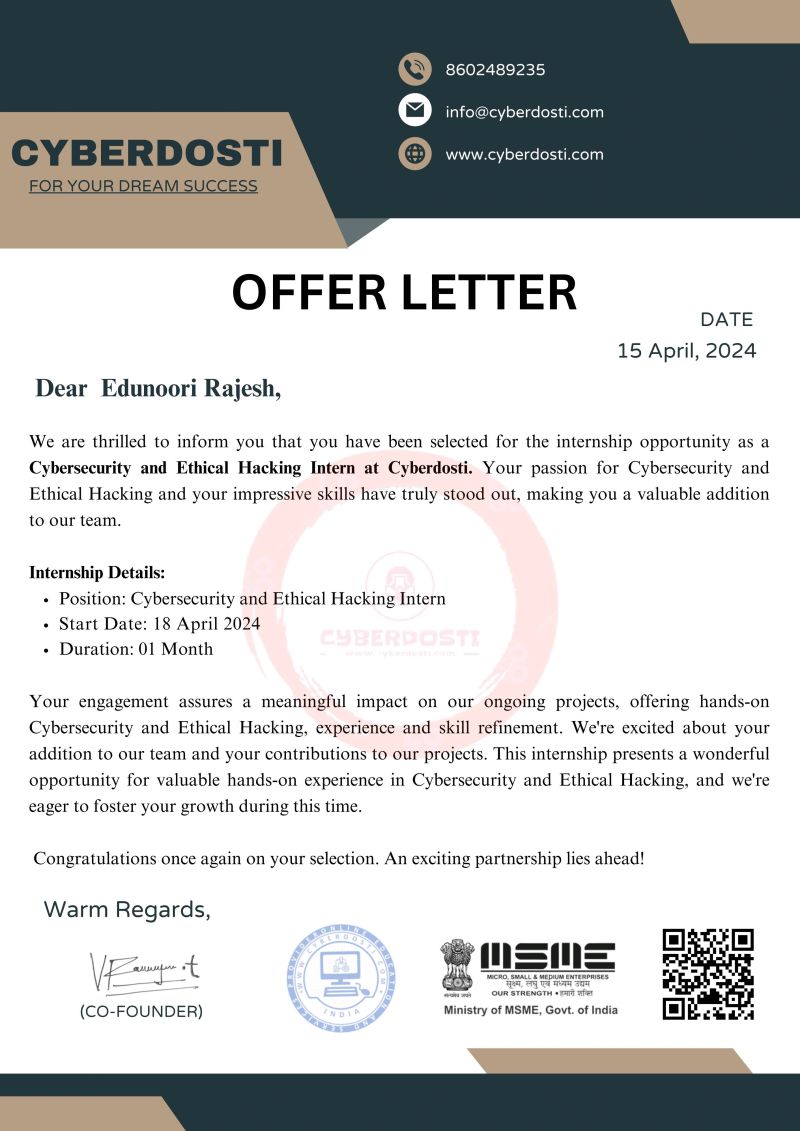 8602489235
info@cyberdosti.com
www.cyberdosti.com
CYBERDOSTI
FOR YOUR DREAM SUCCESS
OFFER LETTER
DATE
15 April, 2024
Dear Edunoori Rajesh,
We are thrilled to inform you that you have been selected for the internship opportunity as a
Cybersecurity and Ethical Hacking Intern at Cyberdosti. Your passion for Cybersecurity and
Ethical Hacking and your impressive skills have truly stood out, making you a valuable addition
to our team.
Internship Details:
• Position: Cybersecurity and Ethical Hacking Intern
• Start Date: 18 April 2024
• Duration: 01 Month
CYBERDOSTI
www.cyberdosti.com
Your engagement assures a meaningful impact on our ongoing projects, offering hands-on
Cybersecurity and Ethical Hacking, experience and skill refinement. We're excited about your
addition to our team and your contributions to our projects. This internship presents a wonderful
opportunity for valuable hands-on experience in Cybersecurity and Ethical Hacking, and we're
eager to foster your growth during this time.
Congratulations once again on your selection. An exciting partnership lies ahead!
Warm Regards,
(CO-FOUNDER)
PROVIDE ONLINE EDUCATION AND SERVICES
WWW.CYBERDOSTI.COM
INDIA
सत्यमेव जयते
MSME
MICRO, SMALL & MEDIUM ENTERPRISES
सूक्ष्म, लघु एवं मध्यम उद्यम
OUR STRENGTH • हमारी शक्ति
Ministry of MSME, Govt. of India